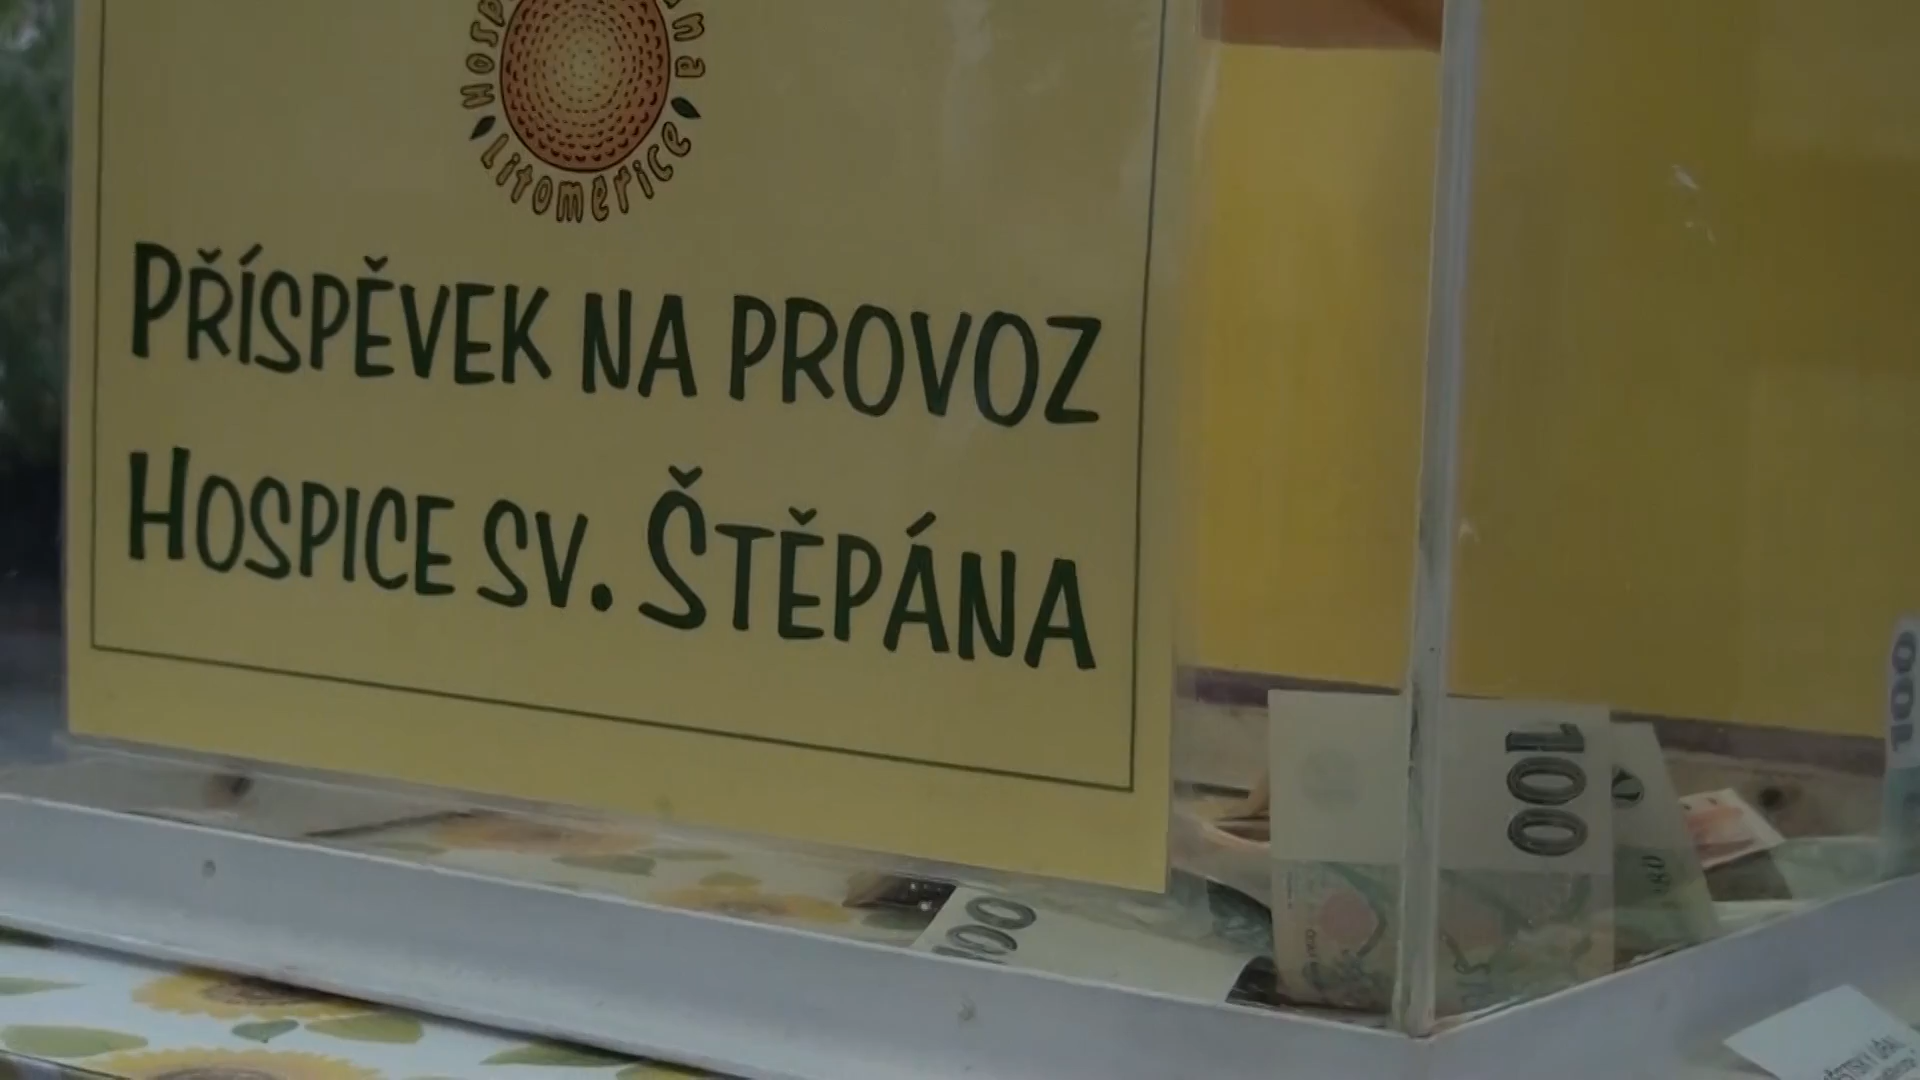 Litoměřice
PŘÍSPĚVEK NA PROVOZ
HOSPICE SV. ŠTĚPÁNA
100
100
100